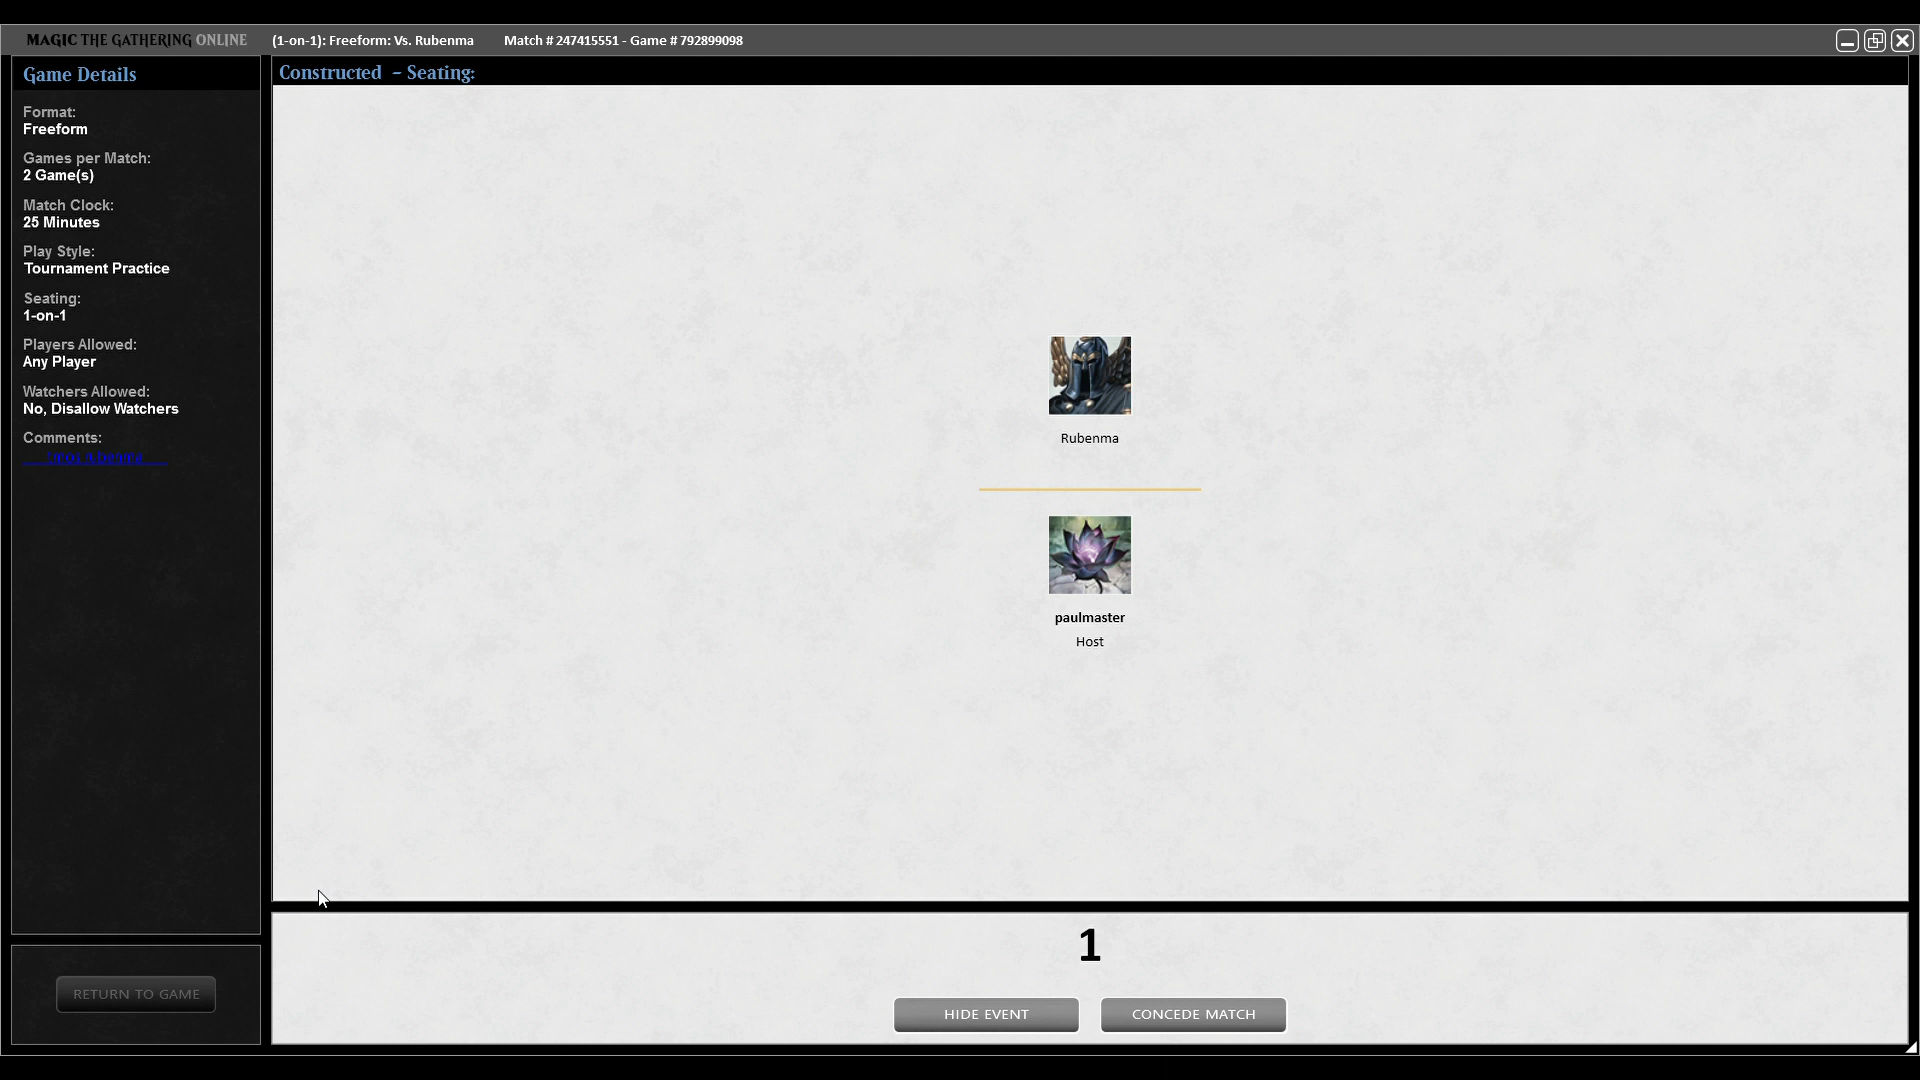 MAGIC THE GATHERING ONLINE
(1-on-1): Freeform: Vs. Rubenma
Match # 247415551 - Game # 792899098
Game Details
Format:
Freeform
Games per Match:
2 Game(s)
Match Clock:
25 Minutes
Play Style:
Tournament Practice
Seating:
1-on-1
Players Allowed:
Any Player
Watchers Allowed:
No, Disallow Watchers
Comments:
RETURN TO GAME
Constructed – Seating:
Rubenma
paulmaster
Host
1
HIDE EVENT
CONCEDE MATCH